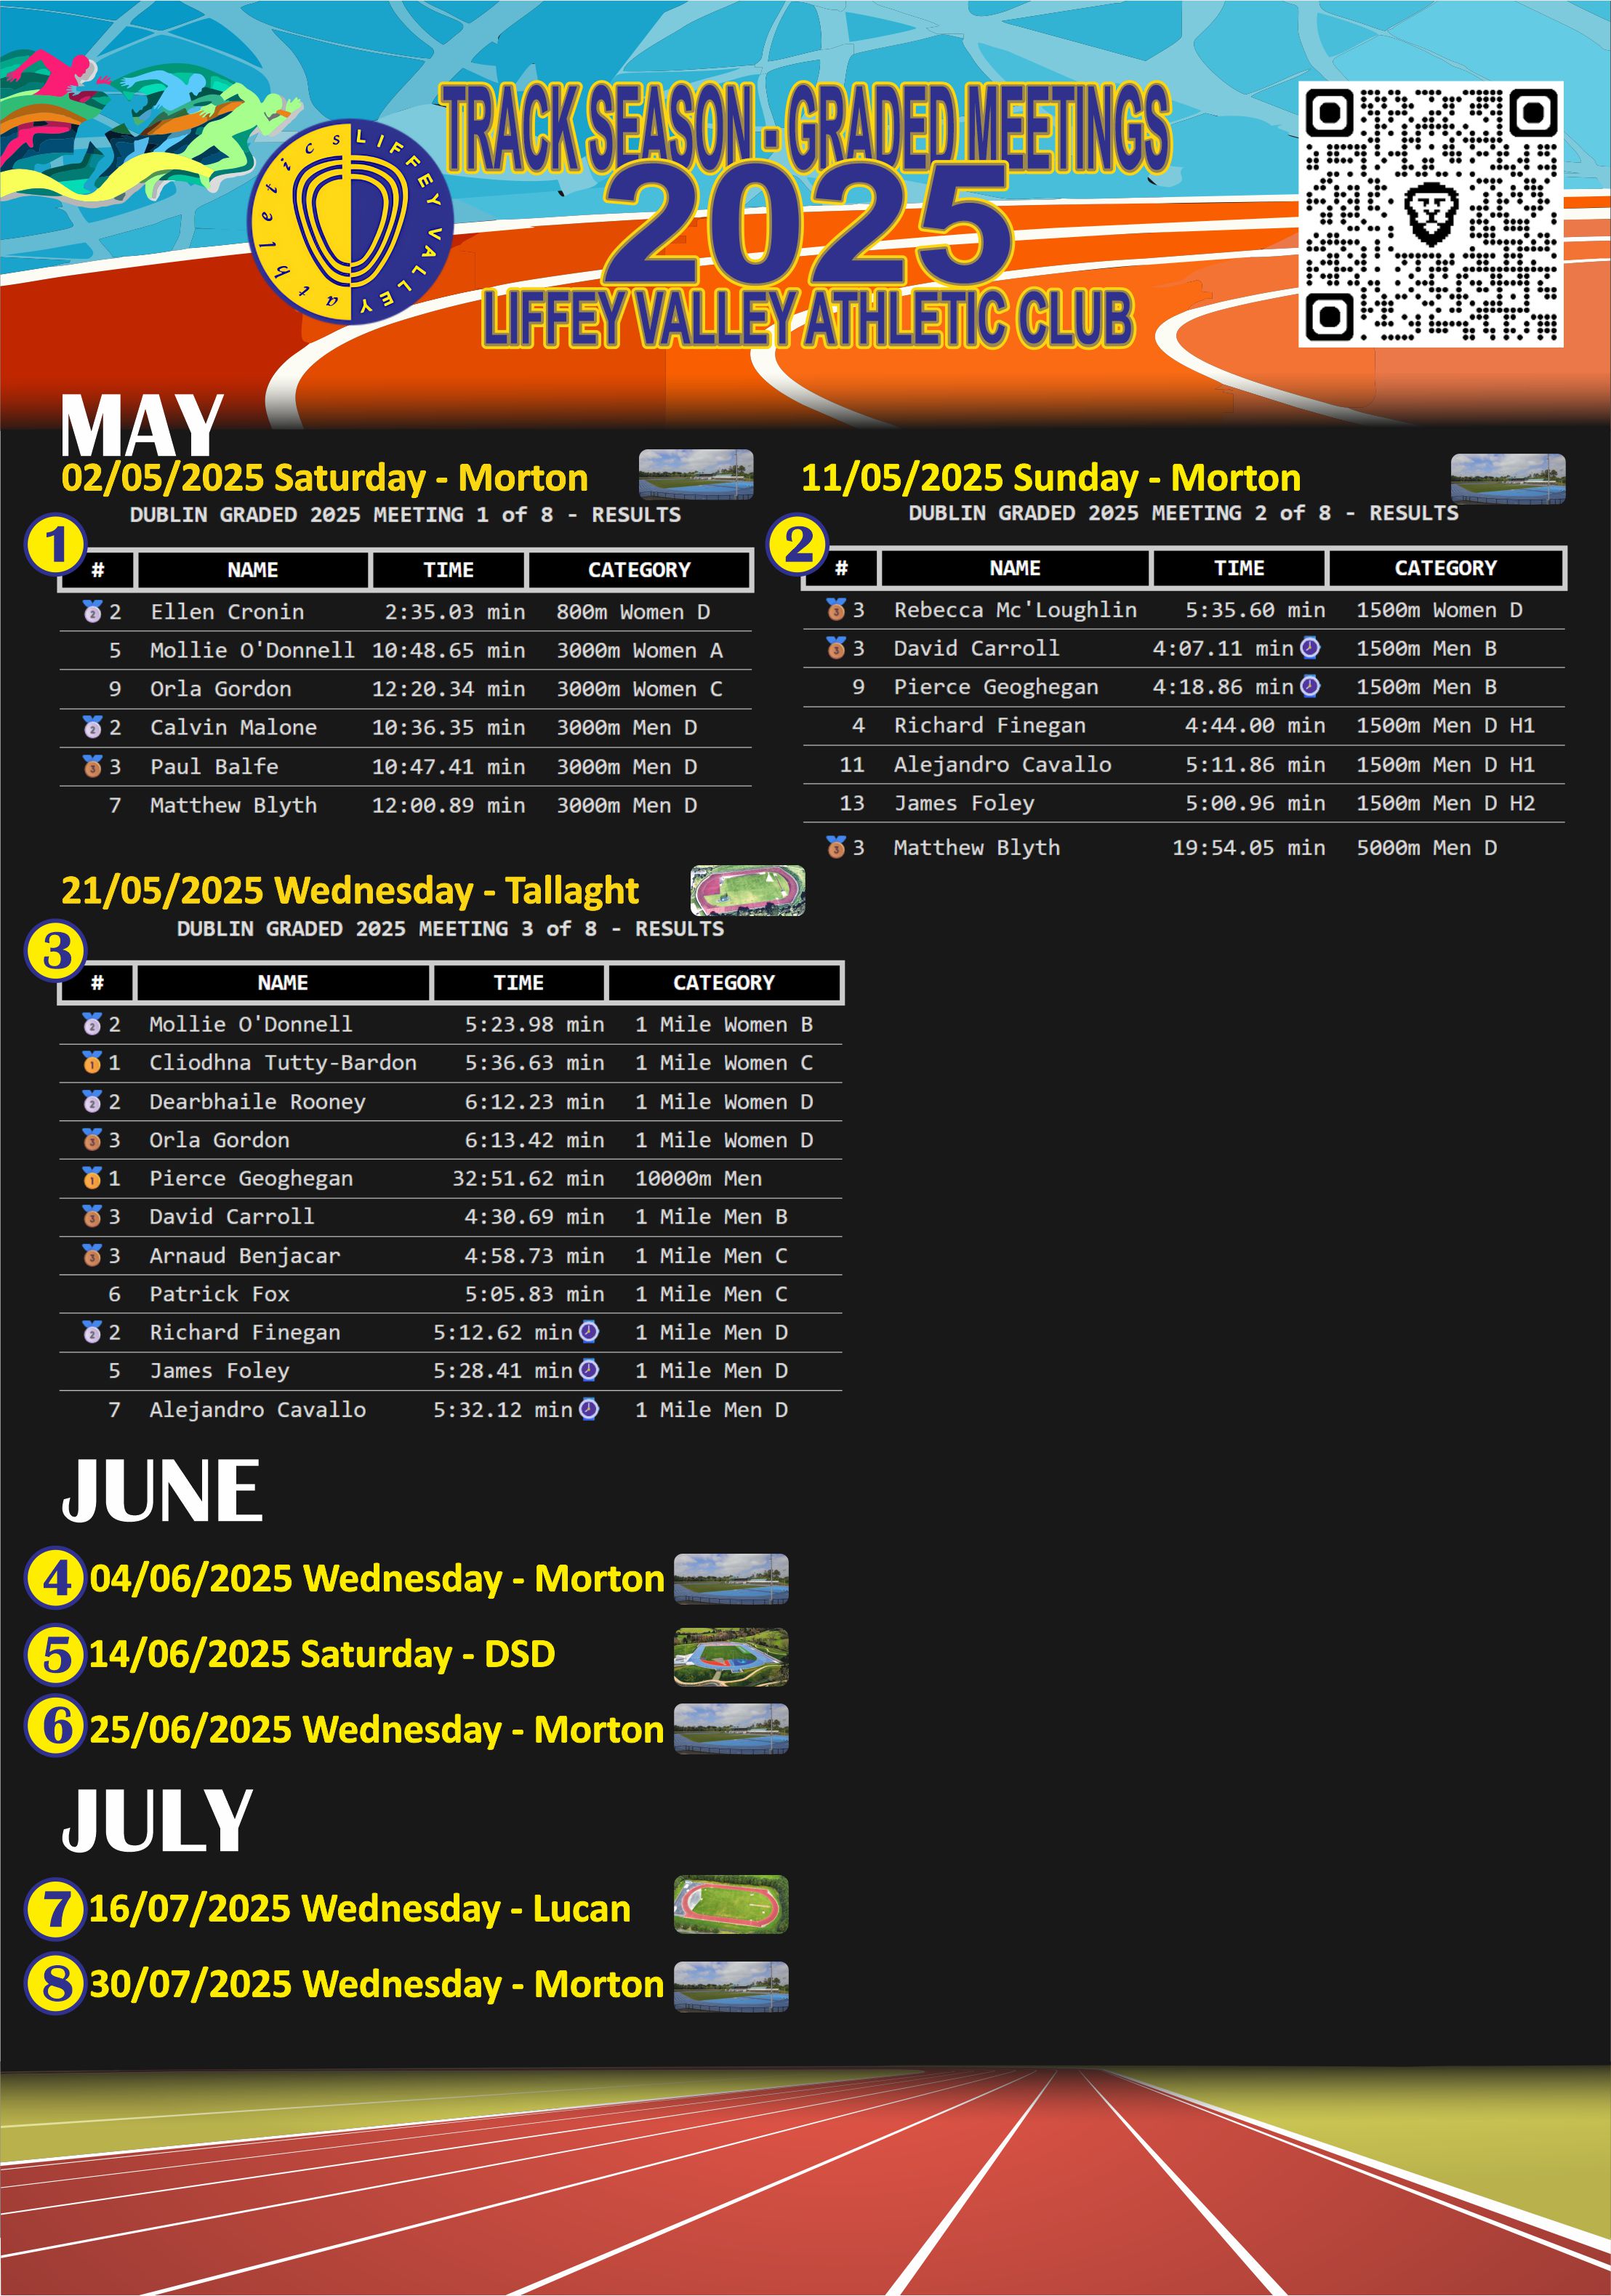 TRACK SEASON - GRADED MEETINGS
2025
LIFFEY VALLEY ATHLETIC CLUB
LIFFEY VALLEY
athletics
MAY
02/05/2025 Saturday - Morton
DUBLIN GRADED 2025 MEETING 1 of 8 - RESULTS
1
# NAME TIME CATEGORY
2 Ellen Cronin 2:35.03 min 800m Women D
5 Mollie O'Donnell 10:48.65 min 3000m Women A
9 Orla Gordon 12:20.34 min 3000m Women C
2 Calvin Malone 10:36.35 min 3000m Men D
3 Paul Balfe 10:47.41 min 3000m Men D
7 Matthew Blyth 12:00.89 min 3000m Men D
11/05/2025 Sunday - Morton
DUBLIN GRADED 2025 MEETING 2 of 8 - RESULTS
2
# NAME TIME CATEGORY
3 Rebecca Mc'Loughlin 5:35.60 min 1500m Women D
3 David Carroll 4:07.11 min 1500m Men B
9 Pierce Geoghegan 4:18.86 min 1500m Men B
4 Richard Finegan 4:44.00 min 1500m Men D H1
11 Alejandro Cavallo 5:11.86 min 1500m Men D H1
13 James Foley 5:00.96 min 1500m Men D H2
3 Matthew Blyth 19:54.05 min 5000m Men D
21/05/2025 Wednesday - Tallaght
DUBLIN GRADED 2025 MEETING 3 of 8 - RESULTS
3
# NAME TIME CATEGORY
2 Mollie O'Donnell 5:23.98 min 1 Mile Women B
1 Cliodhna Tutty-Bardon 5:36.63 min 1 Mile Women C
2 Dearbhaile Rooney 6:12.23 min 1 Mile Women D
3 Orla Gordon 6:13.42 min 1 Mile Women D
1 Pierce Geoghegan 32:51.62 min 10000m Men
3 David Carroll 4:30.69 min 1 Mile Men B
3 Arnaud Benjacar 4:58.73 min 1 Mile Men C
6 Patrick Fox 5:05.83 min 1 Mile Men C
2 Richard Finegan 5:12.62 min 1 Mile Men D
5 James Foley 5:28.41 min 1 Mile Men D
7 Alejandro Cavallo 5:32.12 min 1 Mile Men D
JUNE
4 04/06/2025 Wednesday - Morton
5 14/06/2025 Saturday - DSD
6 25/06/2025 Wednesday - Morton
JULY
7 16/07/2025 Wednesday - Lucan
8 30/07/2025 Wednesday - Morton